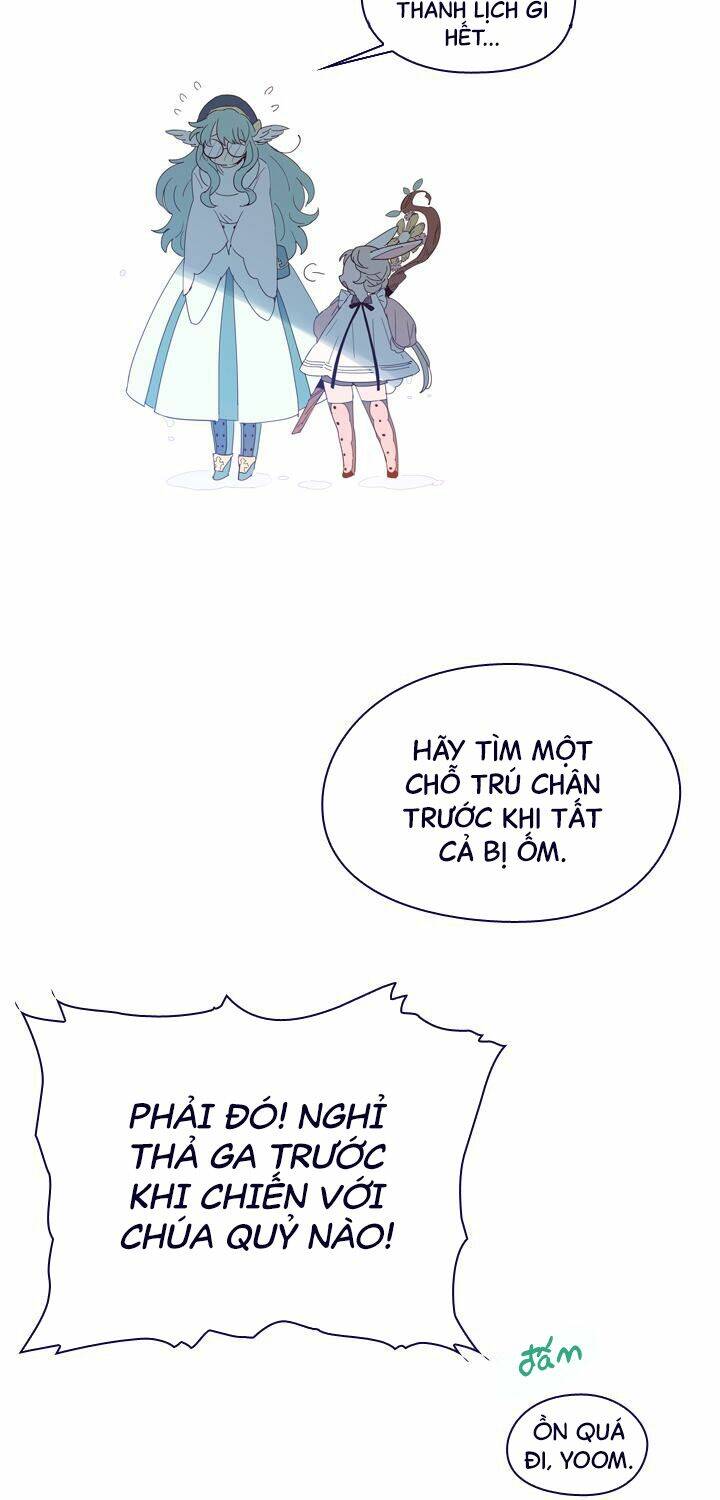 THANH LỊCH GÌ
HẾT...
HÃY TÌM MỘT
CHỖ TRÚ CHÂN
TRƯỚC KHI TẤT
CẢ BỊ ỐM.
PHẢI ĐÓ! NGHỈ
THẢ GA TRƯỚC
KHI CHIẾN VỚI
CHÚA QUỶ NÀO!
đấm
ỒN QUÁ
ĐI, YOOM.